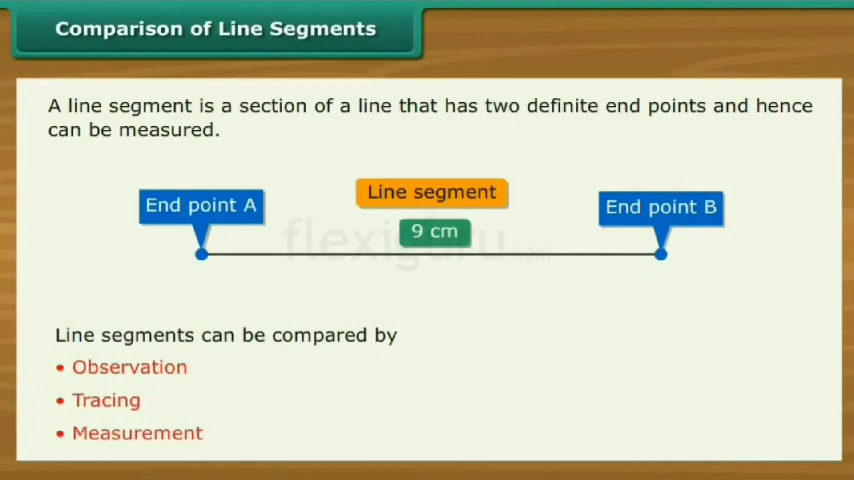 Comparison of Line Segments
A line segment is a section of a line that has two definite end points and hence
can be measured.
Line segment
End point A
End point B
9 cm
flexiguru.com
Line segments can be compared by
• Observation
• Tracing
• Measurement